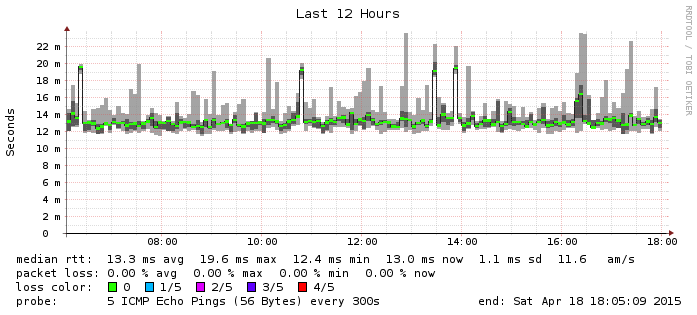 Last 12 Hours
RRDTOOL / TOBI OETIKER
Seconds
22 m
20 m
18 m
16 m
14 m
12 m
10 m
8 m
6 m
4 m
2 m
0
08:00 10:00 12:00 14:00 16:00 18:00
median rtt: 13.3 ms avg 19.6 ms max 12.4 ms min 13.0 ms now 1.1 ms sd 11.6 am/s
packet loss: 0.00 % avg 0.00 % max 0.00 % min 0.00 % now
loss color: 0 1/5 2/5 3/5 4/5
probe: 5 ICMP Echo Pings (56 Bytes) every 300s end: Sat Apr 18 18:05:09 2015